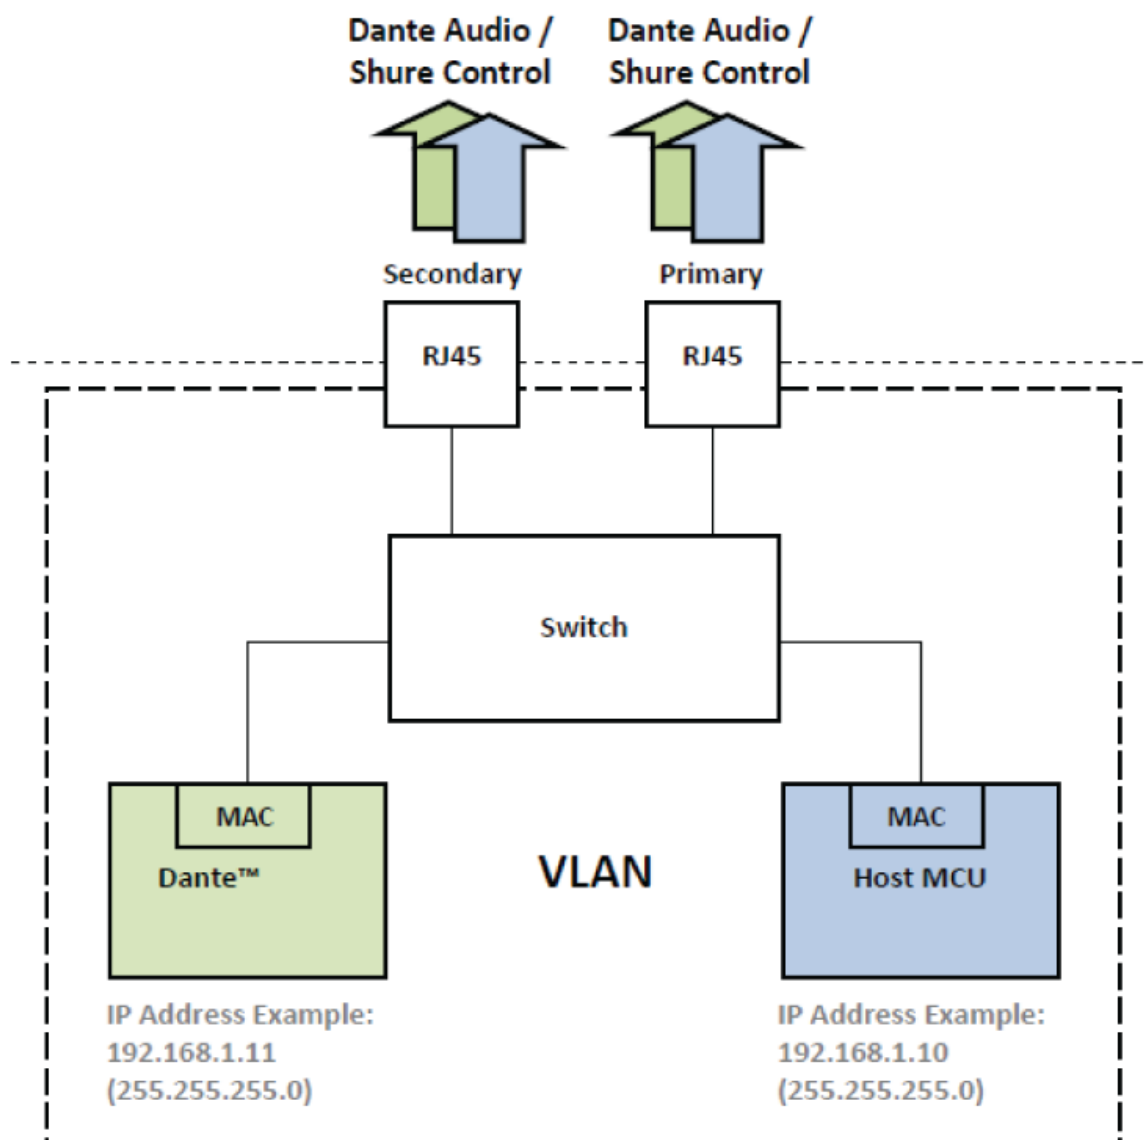 Dante Audio /
Shure Control
Dante Audio /
Shure Control
Secondary
Primary
RJ45
RJ45
Switch
MAC
Dante™
VLAN
MAC
Host MCU
IP Address Example:
192.168.1.11
(255.255.255.0)
IP Address Example:
192.168.1.10
(255.255.255.0)